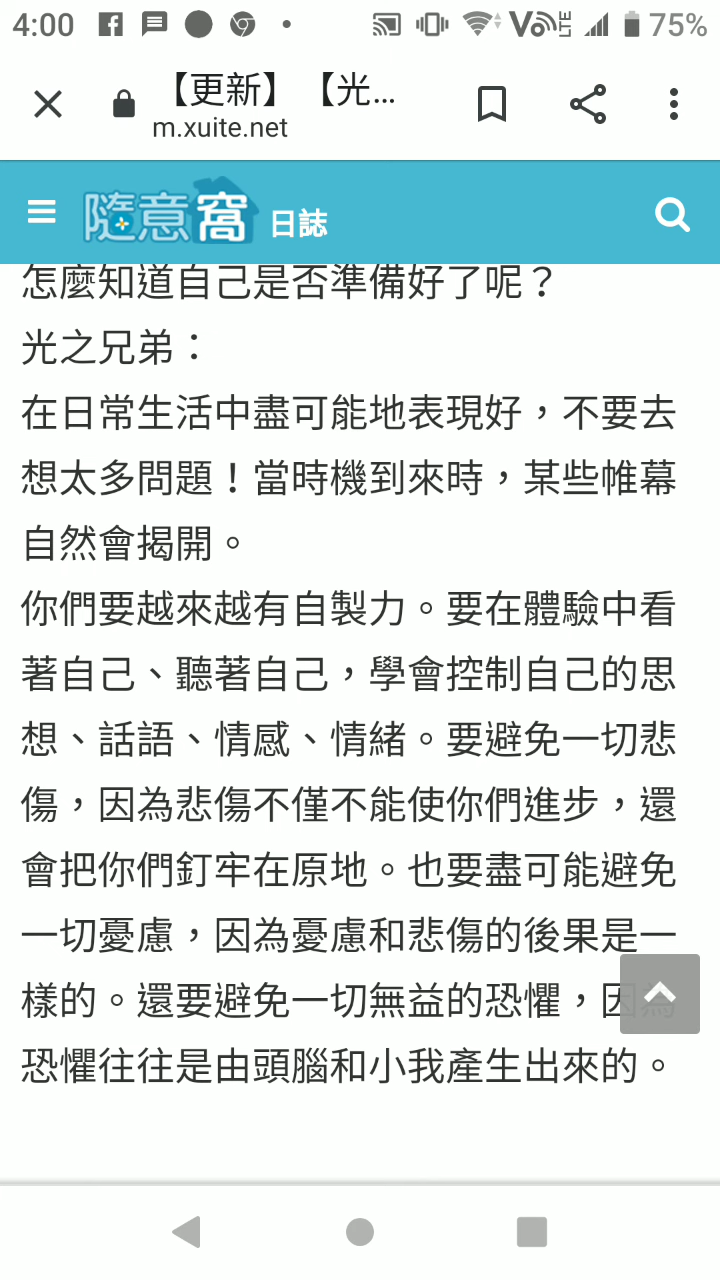 4:00
VoLTE
75%
【更新】【光...
m.xuite.net
隨意窩 日誌
怎麼知道自己是否準備好了呢？
光之兄弟：
在日常生活中盡可能地表現好，不要去
想太多問題！當時機到來時，某些帷幕
自然會揭開。
你們要越來越有自製力。要在體驗中看
著自己、聽著自己，學會控制自己的思
想、話語、情感、情緒。要避免一切悲
傷，因為悲傷不僅不能使你們進步，還
會把你們釘牢在原地。也要盡可能避免
一切憂慮，因為憂慮和悲傷的後果是一
樣的。還要避免一切無益的恐懼，因為
恐懼往往是由頭腦和小我產生出來的。